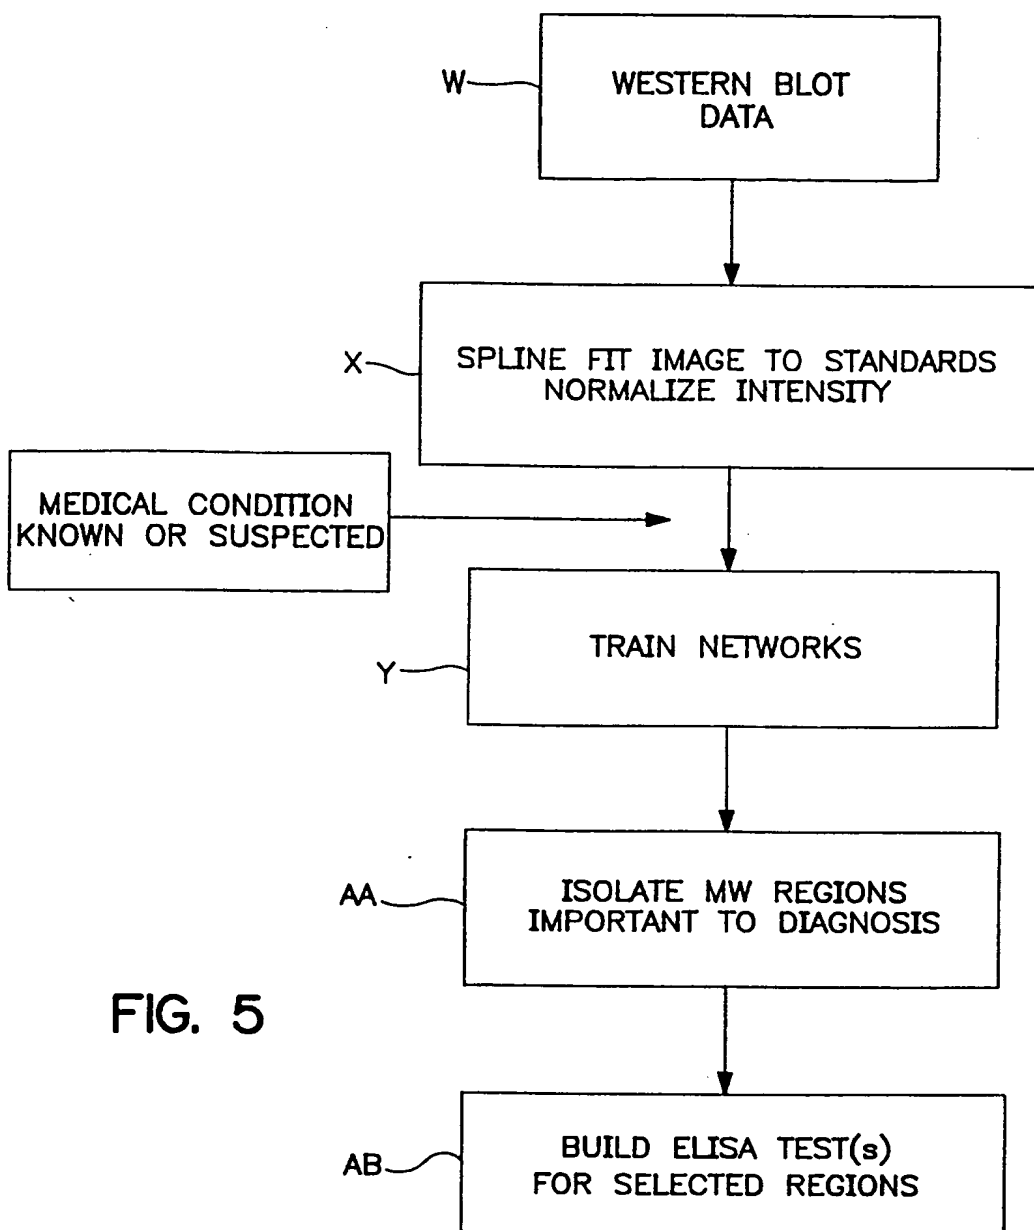 W
WESTERN BLOT
DATA
X
SPLINE FIT IMAGE TO STANDARDS
NORMALIZE INTENSITY
MEDICAL CONDITION
KNOWN OR SUSPECTED
TRAIN NETWORKS
Y
AA
ISOLATE MW REGIONS
IMPORTANT TO DIAGNOSIS
FIG. 5
AB
BUILD ELISA TEST(s)
FOR SELECTED REGIONS